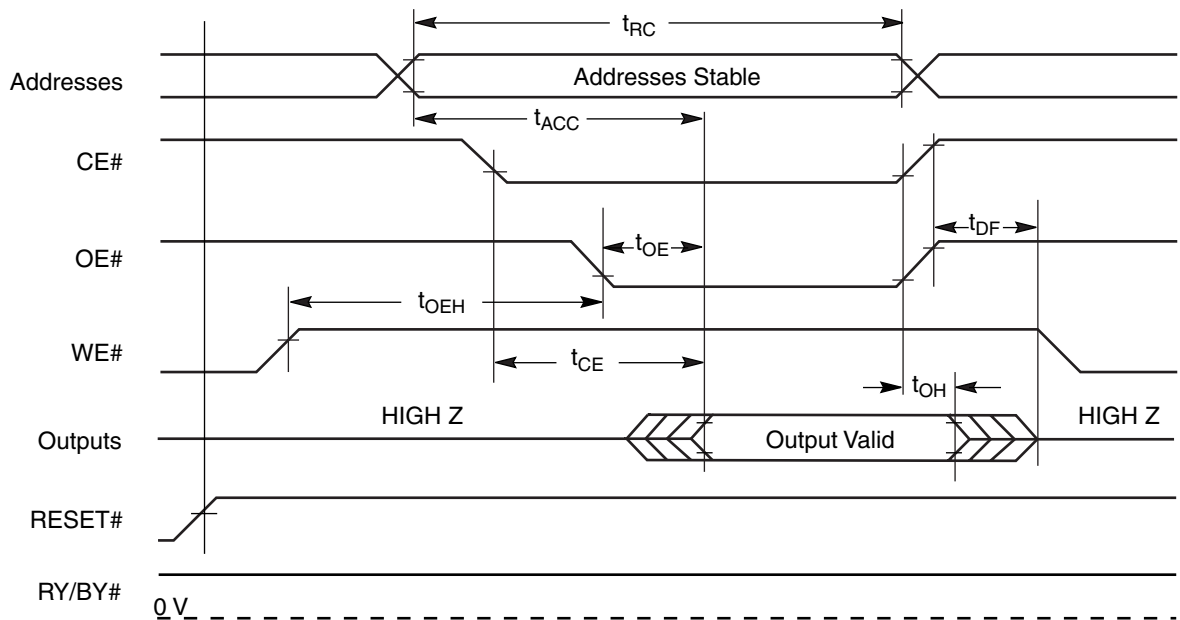 tRC
Addresses
Addresses Stable
tACC
CE#
tDF
OE#
tOE
tOEH
WE#
tCE
tOH
HIGH Z
HIGH Z
Outputs
Output Valid
RESET#
RY/BY#
0 V